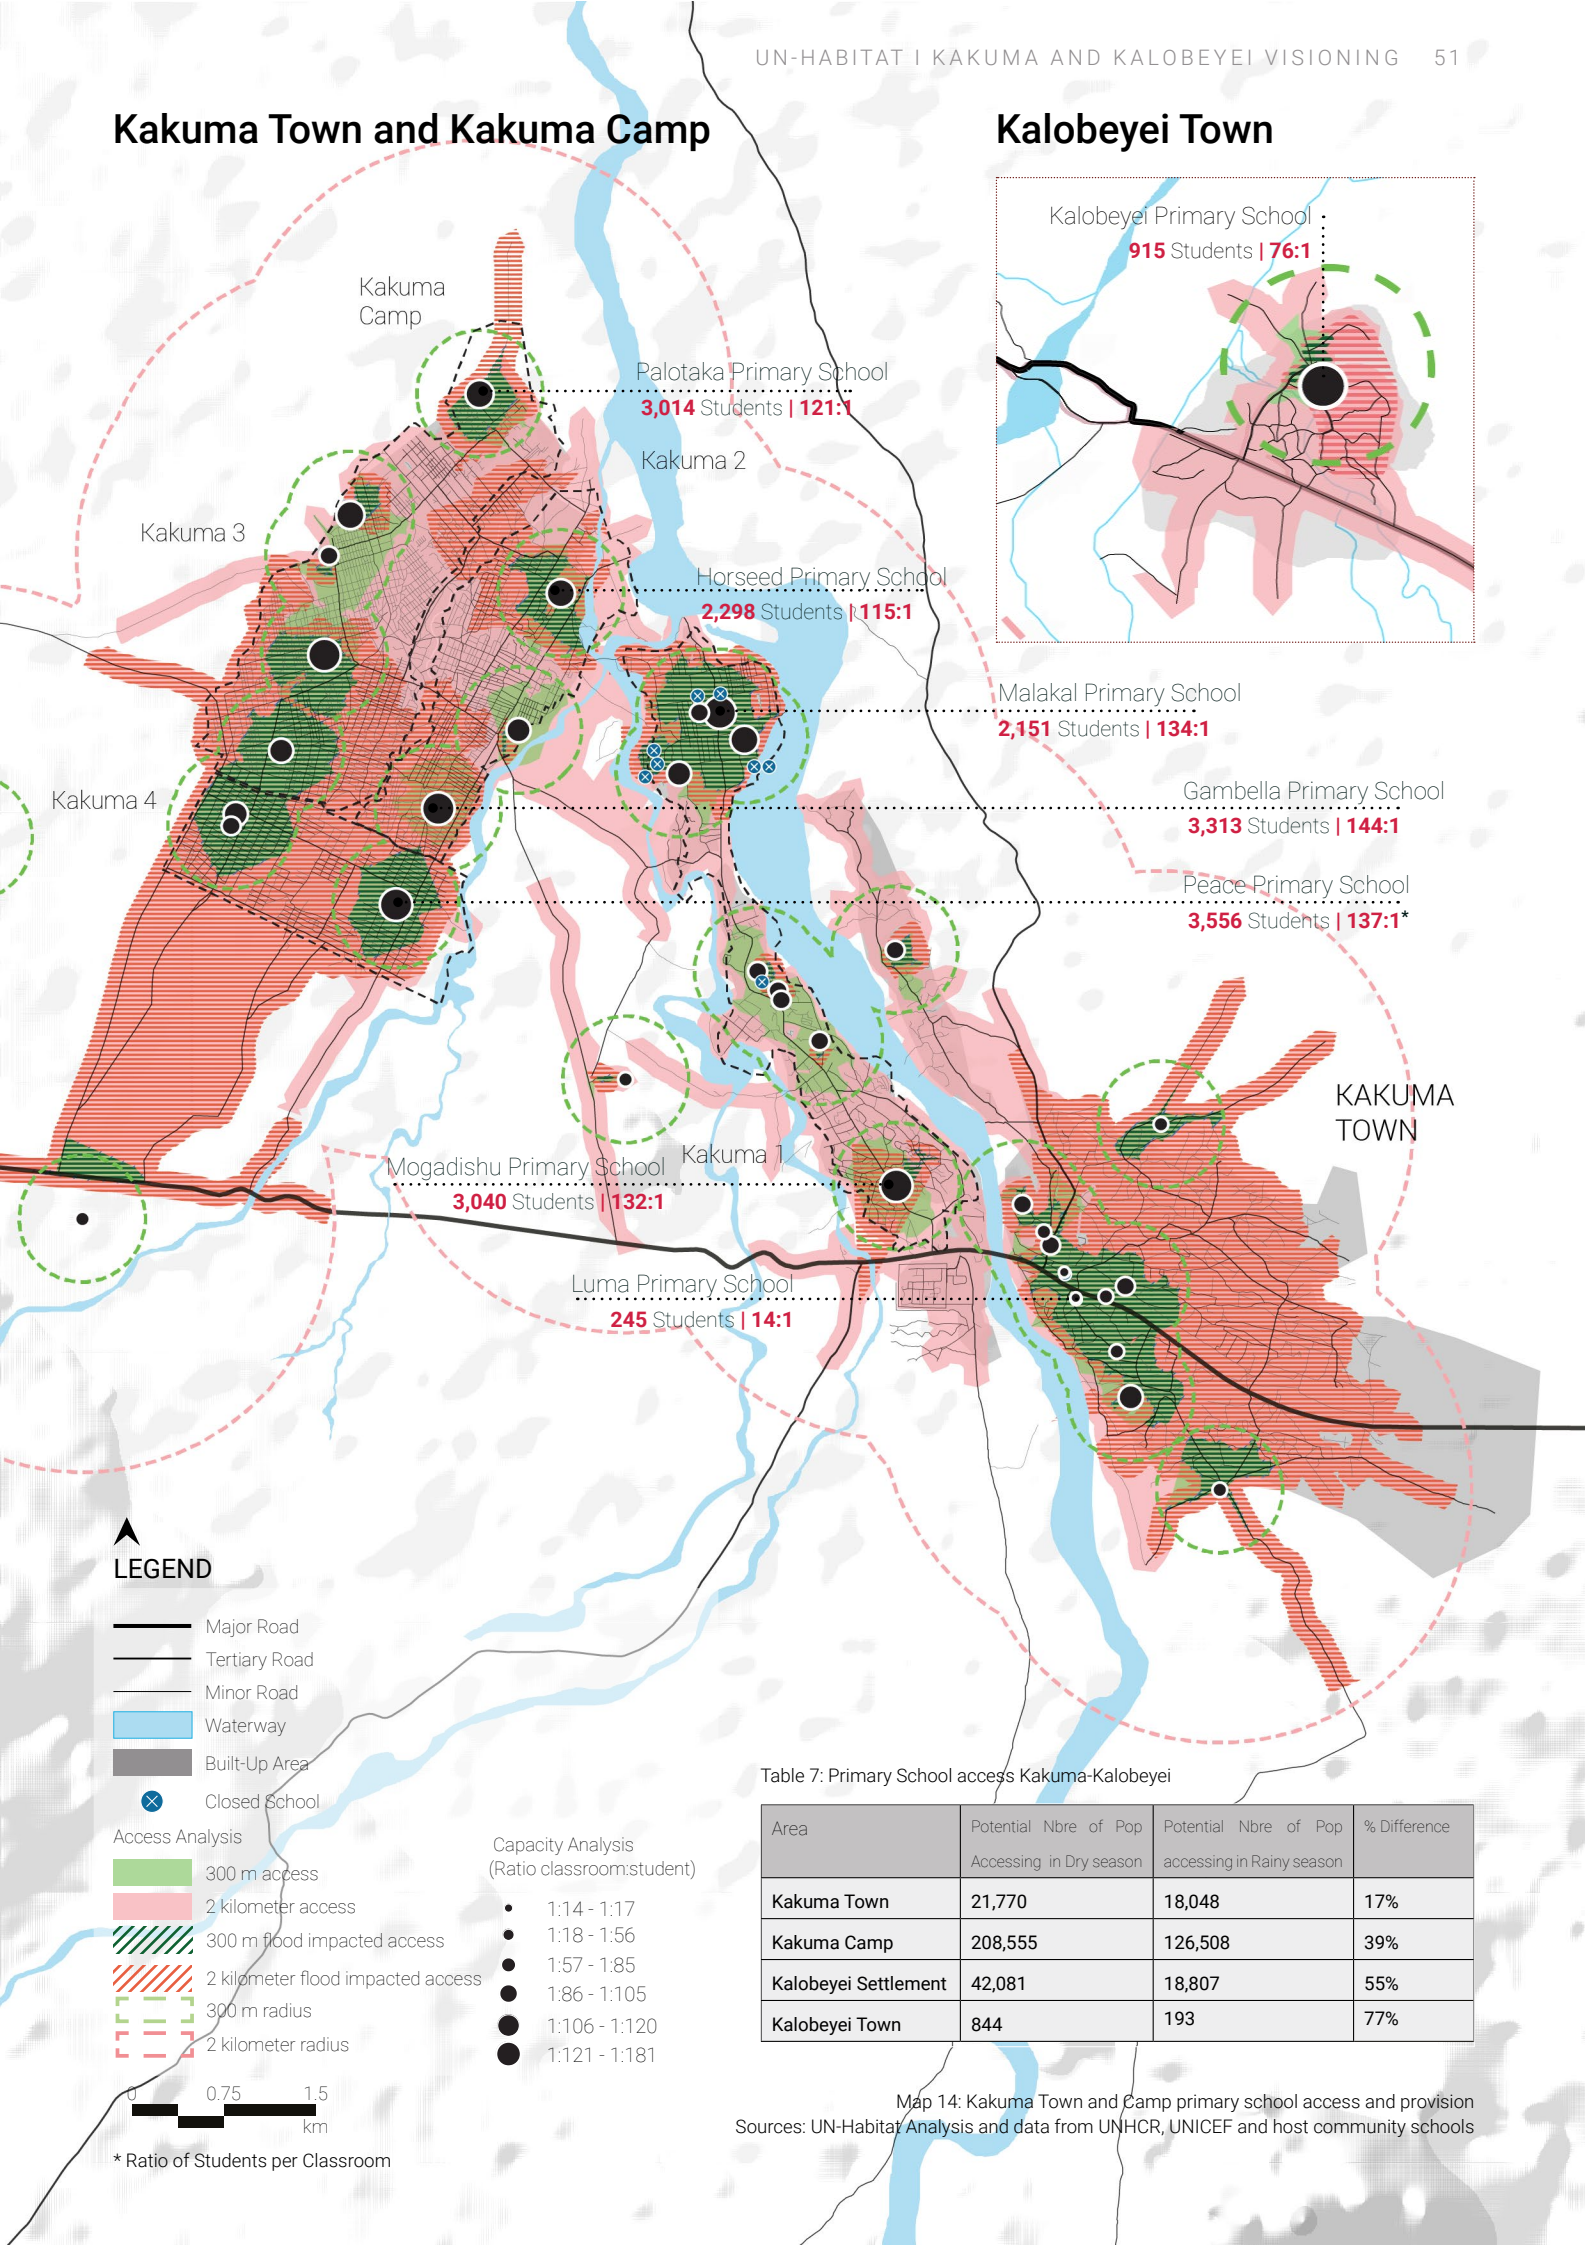 UN-HABITAT I KAKUMA AND KALOBEYEI VISIONING 51
Kakuma Town and Kakuma Camp
Kalobeyei Town
Kalobeyei Primary School
915 Students | 76:1
Kakuma
Camp
Palotaka Primary School
3,014 Students | 121:1
Kakuma 2
Kakuma 3
Horseed Primary School
2,298 Students | 115:1
Malakal Primary School
2,151 Students | 134:1
Kakuma 4
Gambella Primary School
3,313 Students | 144:1
Peace Primary School
3,556 Students | 137:1*
KAKUMA
TOWN
Kakuma 1
Mogadishu Primary School
3,040 Students | 132:1
Luma Primary School
245 Students | 14:1
LEGEND
Major Road
Tertiary Road
Minor Road
Waterway
Built-Up Area
Closed School
Access Analysis
300 m access
2 kilometer access
300 m flood impacted access
2 kilometer flood impacted access
300 m radius
2 kilometer radius
0 0.75 1.5
km
* Ratio of Students per Classroom
Capacity Analysis
(Ratio classroom:student)
1:14 - 1:17
1:18 - 1:56
1:57 - 1:85
1:86 - 1:105
1:106 - 1:120
1:121 - 1:181
Table 7: Primary School access Kakuma-Kalobeyei
Area | Potential Nbre of Pop Accessing in Dry season | Potential Nbre of Pop accessing in Rainy season | % Difference
Kakuma Town 21,770 18,048 17%
Kakuma Camp 208,555 126,508 39%
Kalobeyei Settlement 42,081 18,807 55%
Kalobeyei Town 844 193 77%
Map 14: Kakuma Town and Camp primary school access and provision
Sources: UN-Habitat Analysis and data from UNHCR, UNICEF and host community schools